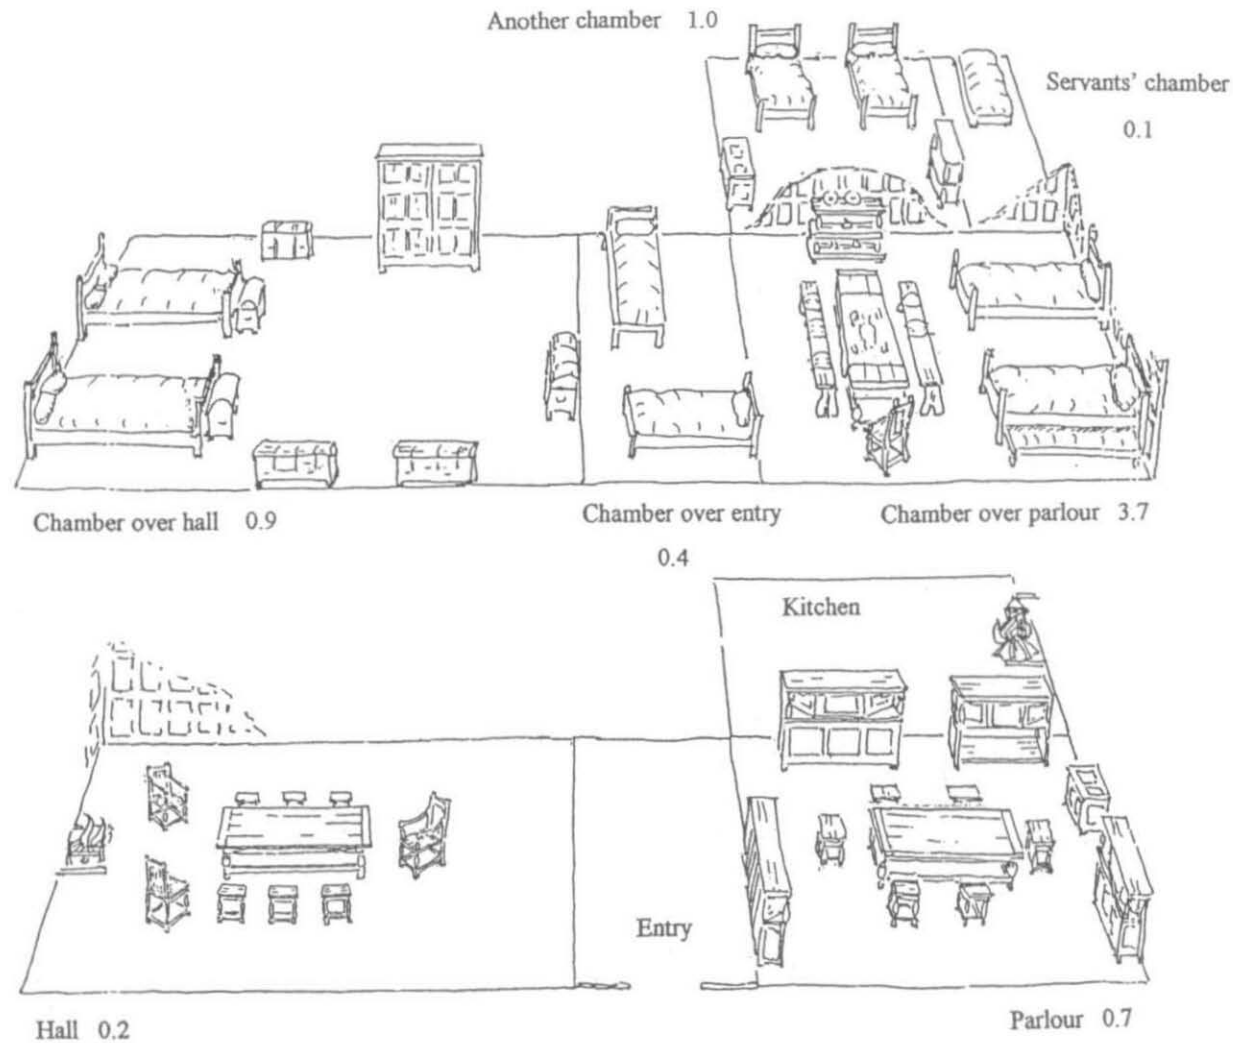 Another chamber 1.0
Servants' chamber
0.1
Chamber over hall 0.9
Chamber over entry
0.4
Chamber over parlour 3.7
Kitchen
Entry
Hall 0.2
Parlour 0.7